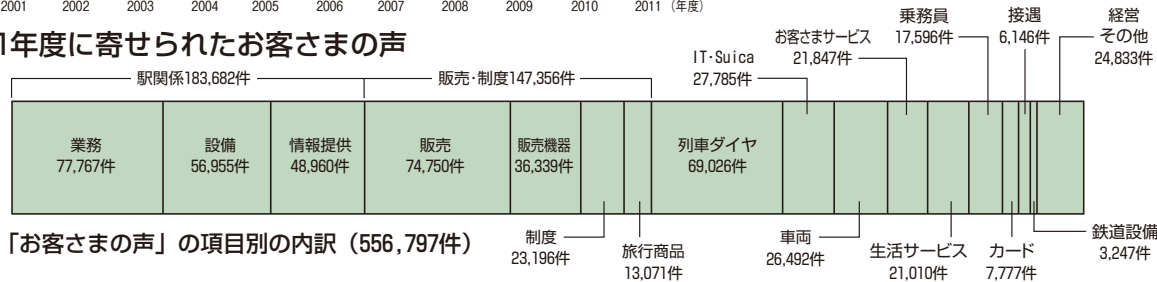 2001 2002 2003 2004 2005 2006 2007 2008 2009 2010 2011（年度）
1年度に寄せられたお客さまの声
駅関係183,682件
販売・制度147,356件
IT・Suica
27,785件
お客さまサービス
21,847件
乗務員
17,596件
接遇
6,146件
経営
その他
24,833件
業務
77,767件
設備
56,955件
情報提供
48,960件
販売
74,750件
販売機器
36,339件
列車ダイヤ
69,026件
「お客さまの声」の項目別の内訳（556,797件）
制度
23,196件
旅行商品
13,071件
車両
26,492件
生活サービス
21,010件
カード
7,777件
鉄道設備
3,247件